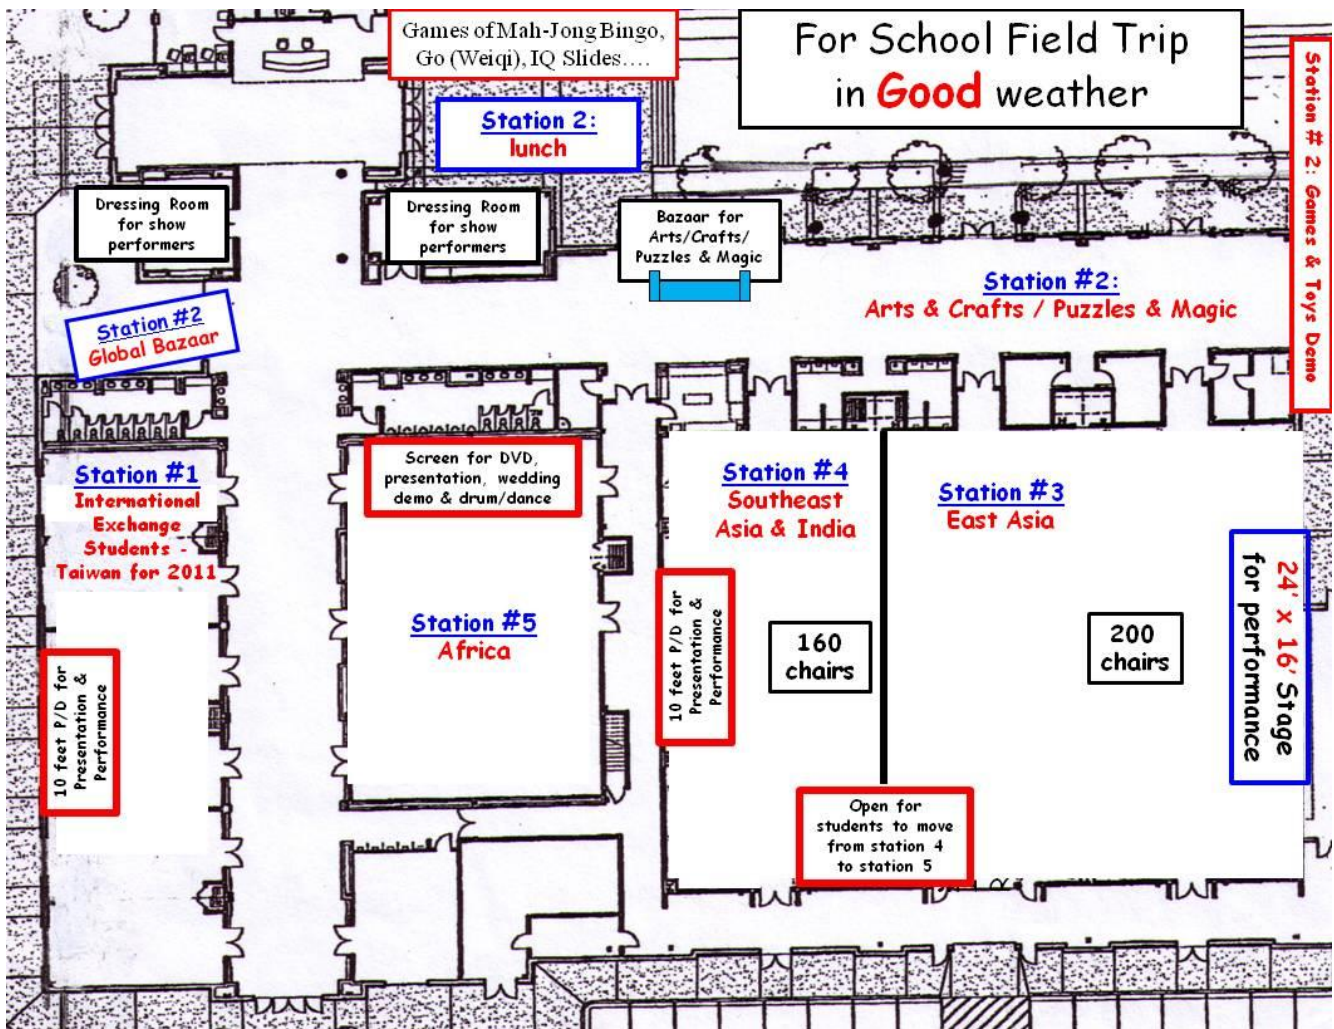 Games of Mah-Jong Bingo,
Go (Weiqi), IQ Slides....
For School Field Trip
in Good weather
Station # 2: Games & Toys Demo
Station 2:
lunch
Dressing Room
for show
performers
Dressing Room
for show
performers
Bazaar for
Arts/Crafts/
Puzzles & Magic
Station #2:
Arts & Crafts / Puzzles & Magic
Station #2
Global Bazaar
Station #1
International
Exchange
Students -
Taiwan for 2011
Screen for DVD,
presentation, wedding
demo & drum/dance
Station #4
Southeast
Asia & India
Station #3
East Asia
Station #5
Africa
10 feet P/D for
Presentation &
Performance
10 feet P/D for
Presentation &
Performance
160
chairs
200
chairs
24' x 16' Stage
for performance
Open for
students to move
from station 4
to station 5